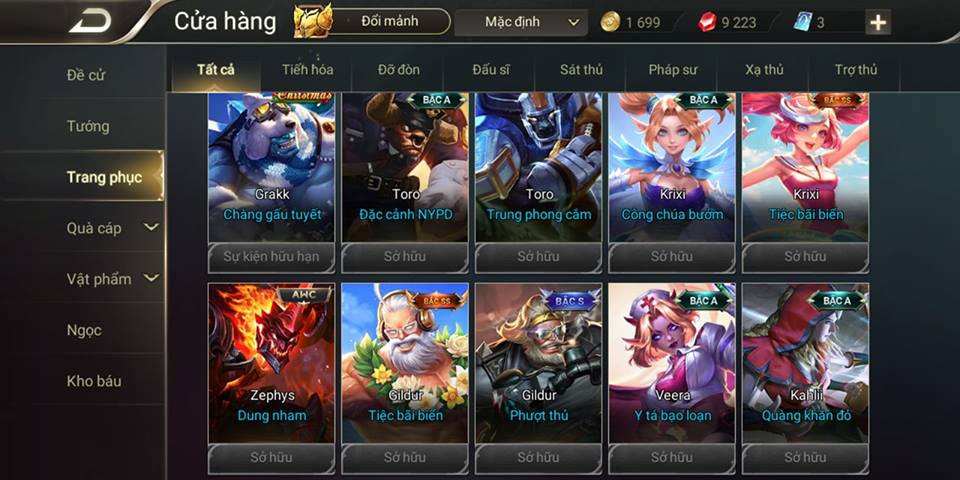 Cửa hàng
Đổi mảnh
Mặc định
1 699
9 223
3
Đề cử
Tướng
Trang phục
Quà cáp
Vật phẩm
Ngọc
Kho báu
Tất cả
Tiến hóa
Đỡ đòn
Đấu sĩ
Sát thủ
Pháp sư
Xạ thủ
Trợ thủ
Christmas
Grakk
Chàng gấu tuyết
Sự kiện hữu hạn
BẬC A
Toro
Đặc cảnh NYPD
Sở hữu
Toro
Trung phong cắm
Sở hữu
BẬC A
Krixi
Công chúa bướm
Sở hữu
BẬC SS
Krixi
Tiệc bãi biển
Sở hữu
AWC
Zephys
Dung nham
Sở hữu
BẬC SS
Gildur
Tiệc bãi biển
Sở hữu
BẬC S
Gildur
Phượt thủ
Sở hữu
BẬC A
Veera
Y tá bạo loạn
Sở hữu
BẬC A
Kahlii
Quàng khăn đỏ
Sở hữu